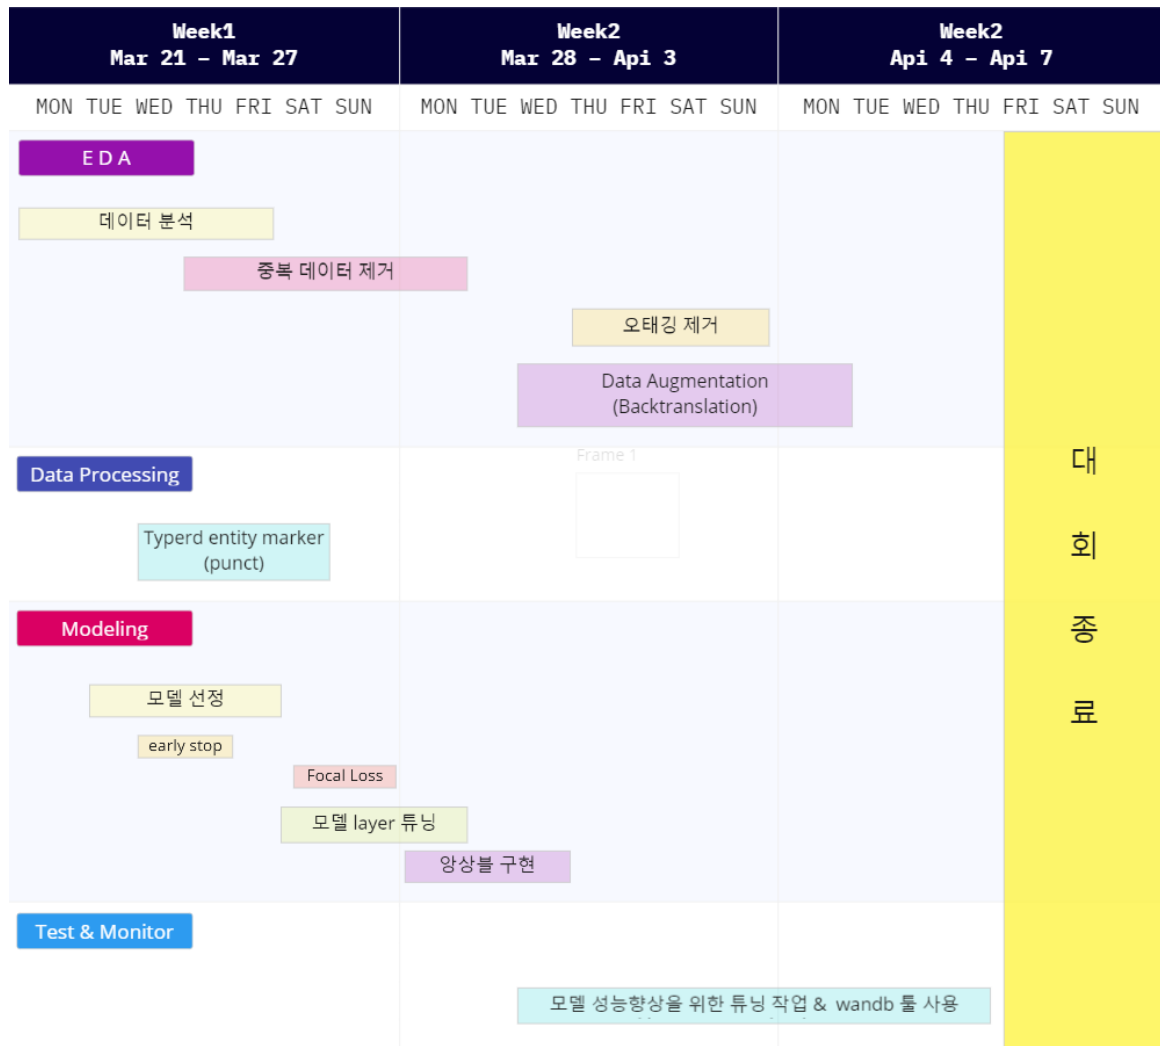 Week1
Mar 21 – Mar 27
Week2
Mar 28 – Api 3
Week2
Api 4 – Api 7
MON TUE WED THU FRI SAT SUN
MON TUE WED THU FRI SAT SUN
MON TUE WED THU FRI SAT SUN
E D A
데이터 분석
중복 데이터 제거
오태깅 제거
Data Augmentation
(Backtranslation)
Data Processing
Frame 1
Typerd entity marker
(punct)
Modeling
모델 선정
early stop
Focal Loss
모델 layer 튜닝
앙상블 구현
Test & Monitor
모델 성능향상을 위한 튜닝 작업 & wandb 툴 사용
대
회
종
료